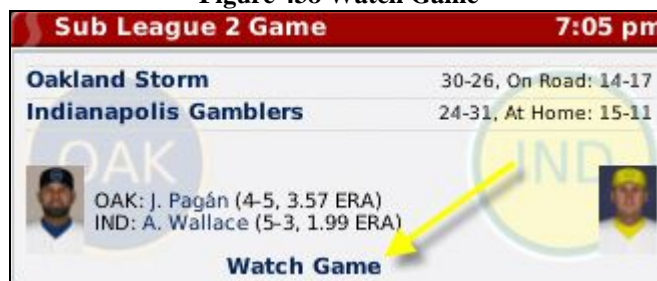 Figure 458 Watch Game
Sub League 2 Game 7:05 pm
Oakland Storm 30-26, On Road: 14-17
Indianapolis Gamblers 24-31, At Home: 15-11
OAK IND
OAK: J. Pagán (4-5, 3.57 ERA)
IND: A. Wallace (5-3, 1.99 ERA)
Watch Game